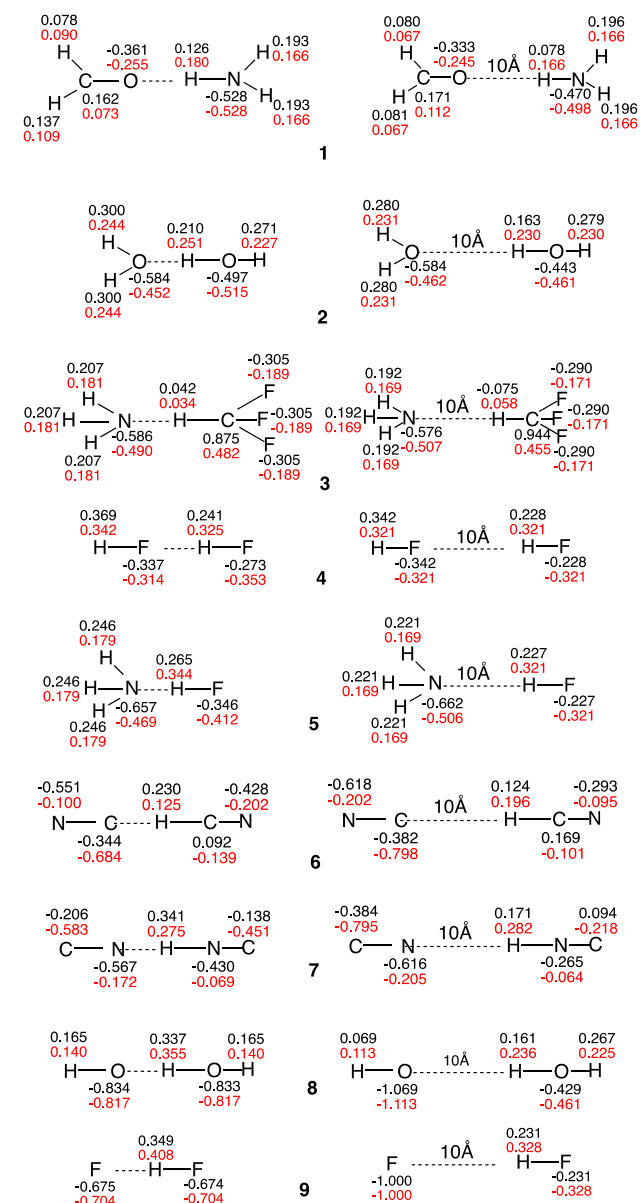 0.078 0.090 H -0.361 -0.255 0.126 0.180 H 0.193 0.166
C O H N
H 0.162 0.073 -0.528 -0.528 H 0.193 0.166
0.137 0.109
0.080 0.067 H -0.333 -0.245 10Å 0.078 0.166 H 0.196 0.166
C O H N
H 0.171 0.112 -0.470 -0.498 H 0.196 0.166
0.081 0.067
1
0.300 0.244 0.210 0.251 0.271 0.227
H O H O H
H -0.584 -0.452 -0.497 -0.515
0.300 0.244
0.280 0.231 10Å 0.163 0.230 0.279 0.230
H O H O H
H -0.584 -0.462 -0.443 -0.461
0.280 0.231
2
0.207 0.181 0.042 0.034 -0.305 -0.189
H F
0.207 0.181 H N H C F -0.305 -0.189
H -0.586 -0.490 0.875 0.482 F
0.207 0.181 -0.305 -0.189
0.192 0.169 10Å -0.075 0.058 -0.290 -0.171
H F
0.192 0.169 H N H C F -0.290 -0.171
H -0.576 -0.507 0.944 0.455 F
0.192 0.169 -0.290 -0.171
3
0.369 0.342 0.241 0.325
H F H F
-0.337 -0.314 -0.273 -0.353
0.342 0.321 10Å 0.228 0.321
H F H F
-0.342 -0.321 -0.228 -0.321
4
0.246 0.179 0.265 0.344
H
0.246 0.179 H N H F
H -0.657 -0.469 -0.346 -0.412
0.246 0.179
0.221 0.169 10Å 0.227 0.321
H
0.221 0.169 H N H F
H -0.662 -0.506 -0.227 -0.321
0.221 0.169
5
-0.551 -0.100 0.230 0.125 -0.428 -0.202
N C H C N
-0.344 -0.684 0.092 -0.139
-0.618 -0.202 10Å 0.124 0.196 -0.293 -0.095
N C H C N
-0.382 -0.798 0.169 -0.101
6
-0.206 -0.583 0.341 0.275 -0.138 -0.451
C N H N C
-0.567 -0.172 -0.430 -0.069
-0.384 -0.795 10Å 0.171 0.282 0.094 -0.218
C N H N C
-0.616 -0.205 -0.265 -0.064
7
0.165 0.140 0.337 0.355 0.165 0.140
H O H O H
-0.834 -0.817 -0.833 -0.817
0.069 0.113 10Å 0.161 0.236 0.267 0.225
H O H O H
-1.069 -1.113 -0.429 -0.461
8
0.349 0.408
F H F
-0.675 -0.704 -0.674 -0.704
10Å 0.231 0.328
F H F
-1.000 -1.000 -0.231 -0.328
9